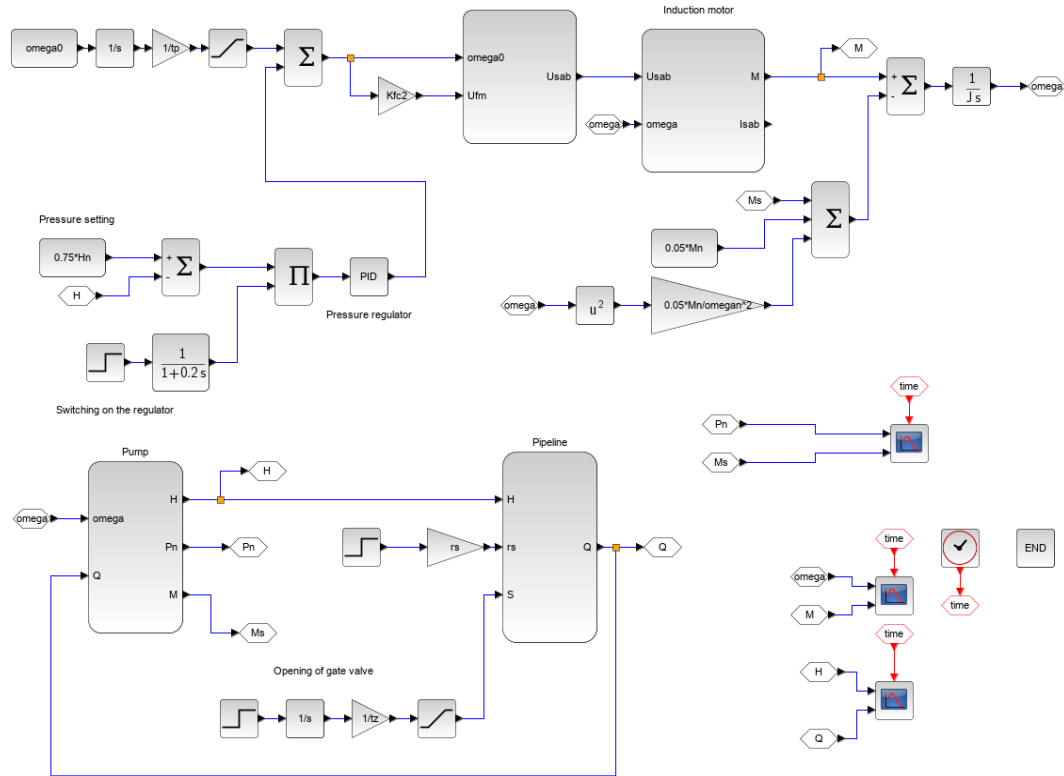 Induction motor
omega0
1/s
1/tp
Σ
omega0
Ufm
Usab
Kfc2
Usab
omega
M
Isab
omega
M
+
-
Σ
1
J s
omega
Ms
0.05*Mn
Σ
omega
u²
0.05*Mn/omegan^2
Pressure setting
0.75*Hn
H
+
-
Σ
Π
PID
Pressure regulator
1
1+0.2 s
Switching on the regulator
Pump
omega
Q
H
Pn
M
omega
H
Pn
Ms
Pipeline
H
rs
S
Q
rs
Q
Opening of gate valve
1/s
1/tz
time
Pn
Ms
time
omega
M
time
END
time
H
Q